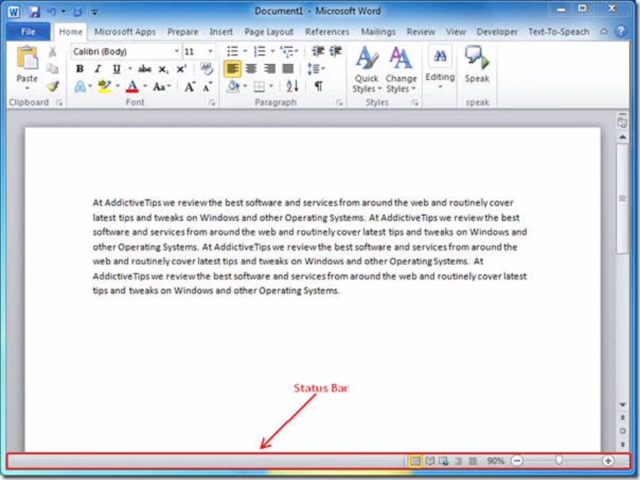 Document1 - Microsoft Word
File Home Microsoft Apps Prepare Insert Page Layout References Mailings Review View Developer Text-To-Speach
Calibri (Body) 11
Paste
B I U abc x₂ x²
A Aa A A
Quick Styles
Change Styles
Editing
Speak
Clipboard Font Paragraph Styles speak
At AddictiveTips we review the best software and services from around the web and routinely cover
latest tips and tweaks on Windows and other Operating Systems. At AddictiveTips we review the best
software and services from around the web and routinely cover latest tips and tweaks on Windows and
other Operating Systems. At AddictiveTips we review the best software and services from around the
web and routinely cover latest tips and tweaks on Windows and other Operating Systems. At
AddictiveTips we review the best software and services from around the web and routinely cover latest
tips and tweaks on Windows and other Operating Systems.
Status Bar
90%